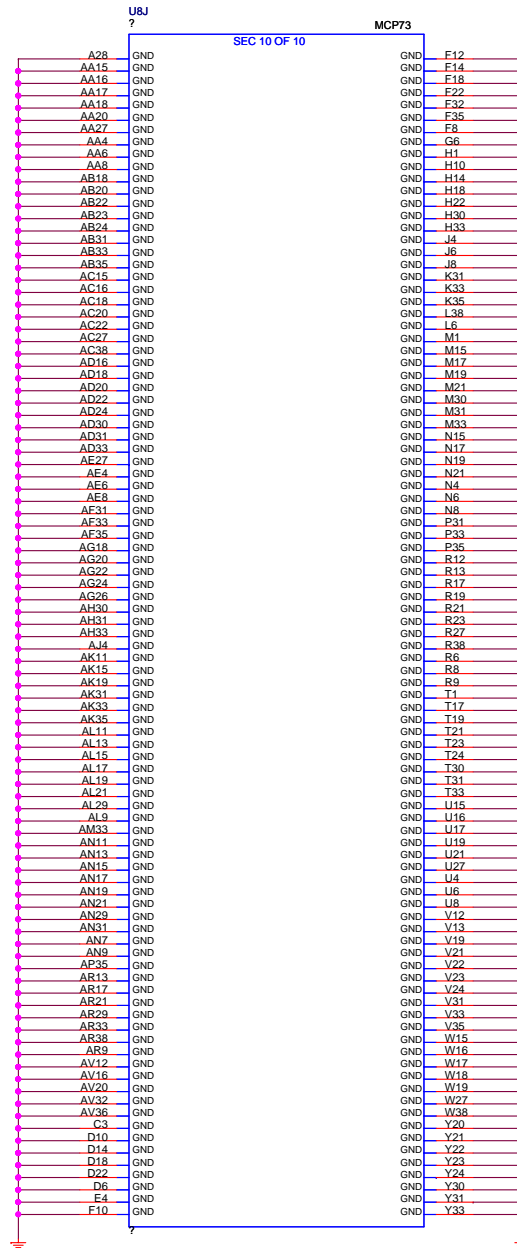 U8J
?
MCP73
SEC 10 OF 10
A28 GND GND F12
AA15 GND GND F14
AA16 GND GND F18
AA17 GND GND F22
AA18 GND GND F32
AA20 GND GND F35
AA27 GND GND F8
AA4 GND GND G6
AA6 GND GND H1
AA8 GND GND H10
AB18 GND GND H14
AB20 GND GND H18
AB22 GND GND H22
AB23 GND GND H30
AB24 GND GND H33
AB31 GND GND J4
AB33 GND GND J6
AB35 GND GND J8
AC15 GND GND K31
AC16 GND GND K33
AC18 GND GND K35
AC20 GND GND L38
AC22 GND GND L6
AC27 GND GND M1
AC38 GND GND M15
AD16 GND GND M17
AD18 GND GND M19
AD20 GND GND M21
AD22 GND GND M30
AD24 GND GND M31
AD30 GND GND M33
AD31 GND GND N15
AD33 GND GND N17
AE27 GND GND N19
AE4 GND GND N21
AE6 GND GND N4
AE8 GND GND N6
AF31 GND GND N8
AF33 GND GND P31
AF35 GND GND P33
AG18 GND GND P35
AG20 GND GND R12
AG22 GND GND R13
AG24 GND GND R17
AG26 GND GND R19
AH30 GND GND R21
AH31 GND GND R23
AH33 GND GND R27
AJ4 GND GND R38
AK11 GND GND R6
AK15 GND GND R8
AK19 GND GND R9
AK31 GND GND T1
AK33 GND GND T17
AK35 GND GND T19
AL11 GND GND T21
AL13 GND GND T23
AL15 GND GND T24
AL17 GND GND T30
AL19 GND GND T31
AL21 GND GND T33
AL29 GND GND U15
AL9 GND GND U16
AM33 GND GND U17
AN11 GND GND U19
AN13 GND GND U21
AN15 GND GND U27
AN17 GND GND U4
AN19 GND GND U6
AN21 GND GND U8
AN29 GND GND V12
AN31 GND GND V13
AN7 GND GND V19
AN9 GND GND V21
AP35 GND GND V22
AR13 GND GND V23
AR17 GND GND V24
AR21 GND GND V31
AR29 GND GND V33
AR33 GND GND V35
AR38 GND GND W15
AR9 GND GND W16
AV12 GND GND W17
AV16 GND GND W18
AV20 GND GND W19
AV32 GND GND W27
AV36 GND GND W38
C3 GND GND Y20
D10 GND GND Y21
D14 GND GND Y22
D18 GND GND Y23
D22 GND GND Y24
D6 GND GND Y30
E4 GND GND Y31
F10 GND GND Y33
?